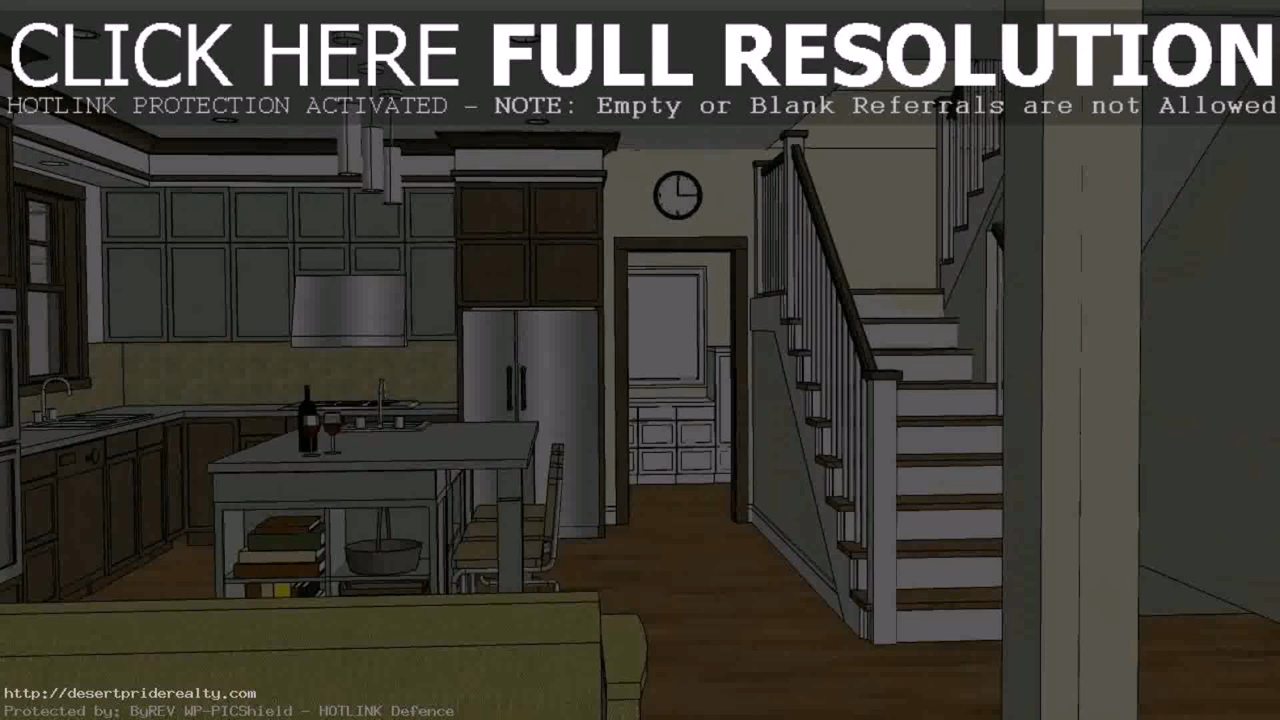 CLICK HERE FULL RESOLUTION
HOTLINK PROTECTION ACTIVATED – NOTE: Empty or Blank Referrals are not Allowed
http://desertpriderealty.com
Protected by: ByREV WP-PICShield – HOTLINK Defence